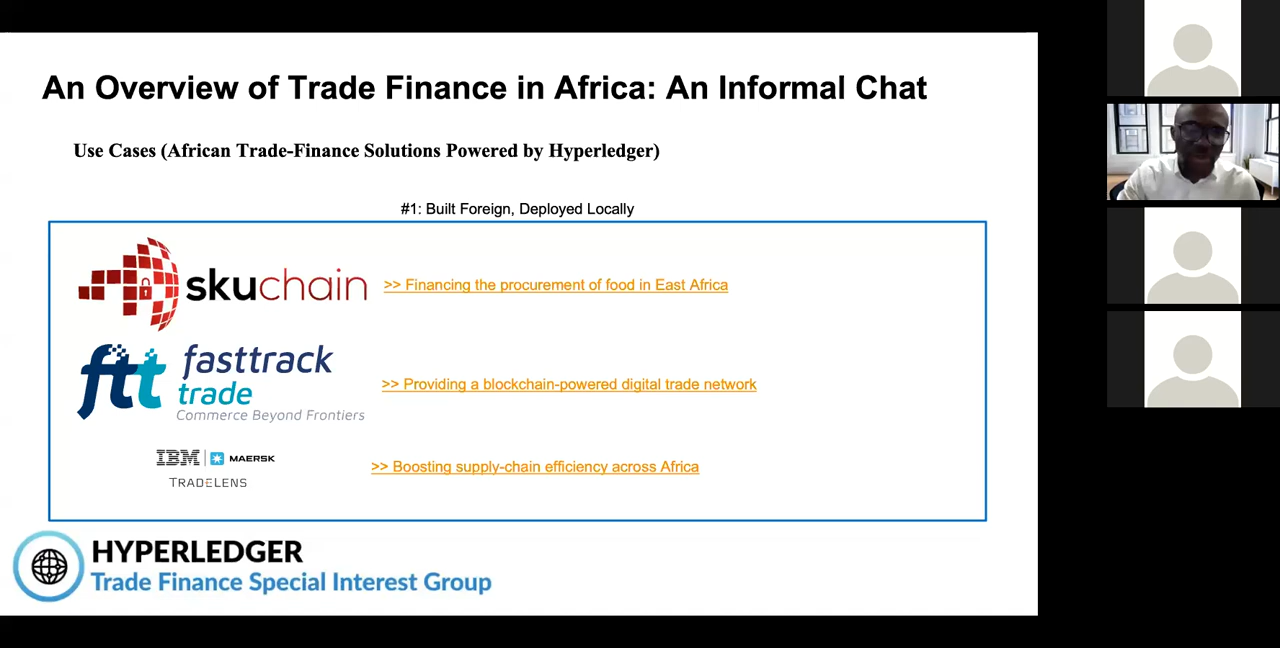 An Overview of Trade Finance in Africa: An Informal Chat
Use Cases (African Trade-Finance Solutions Powered by Hyperledger)
#1: Built Foreign, Deployed Locally
skuchain
>> Financing the procurement of food in East Africa
ftt
fasttrack
trade
Commerce Beyond Frontiers
>> Providing a blockchain-powered digital trade network
IBM | MAERSK
TRADELENS
>> Boosting supply-chain efficiency across Africa
HYPERLEDGER
Trade Finance Special Interest Group